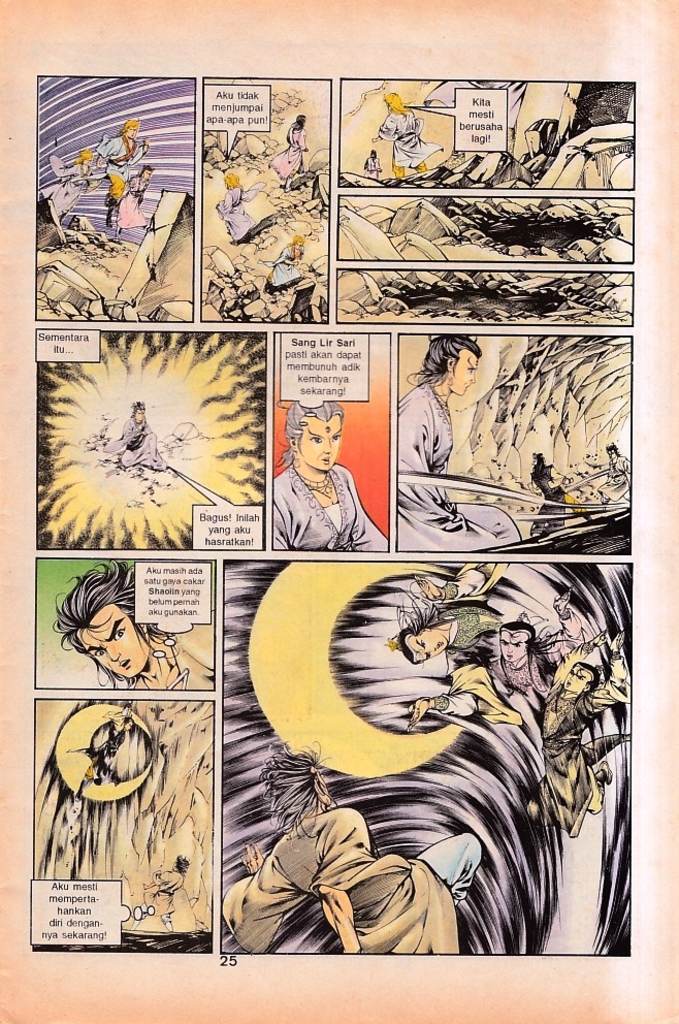 Aku tidak
menjumpai
apa-apa pun!
Kita
mesti
berusaha
lagi!
Sementara
itu...
Bagus! Inilah
yang aku
hasratkan!
Sang Lir Sari
pasti akan dapat
membunuh adik
kembarnya
sekarang!
Aku masih ada
satu gaya cakar
Shaolin yang
belum pernah
aku gunakan.
Aku mesti
memperta-
hankan
diri dengan-
nya sekarang!
25